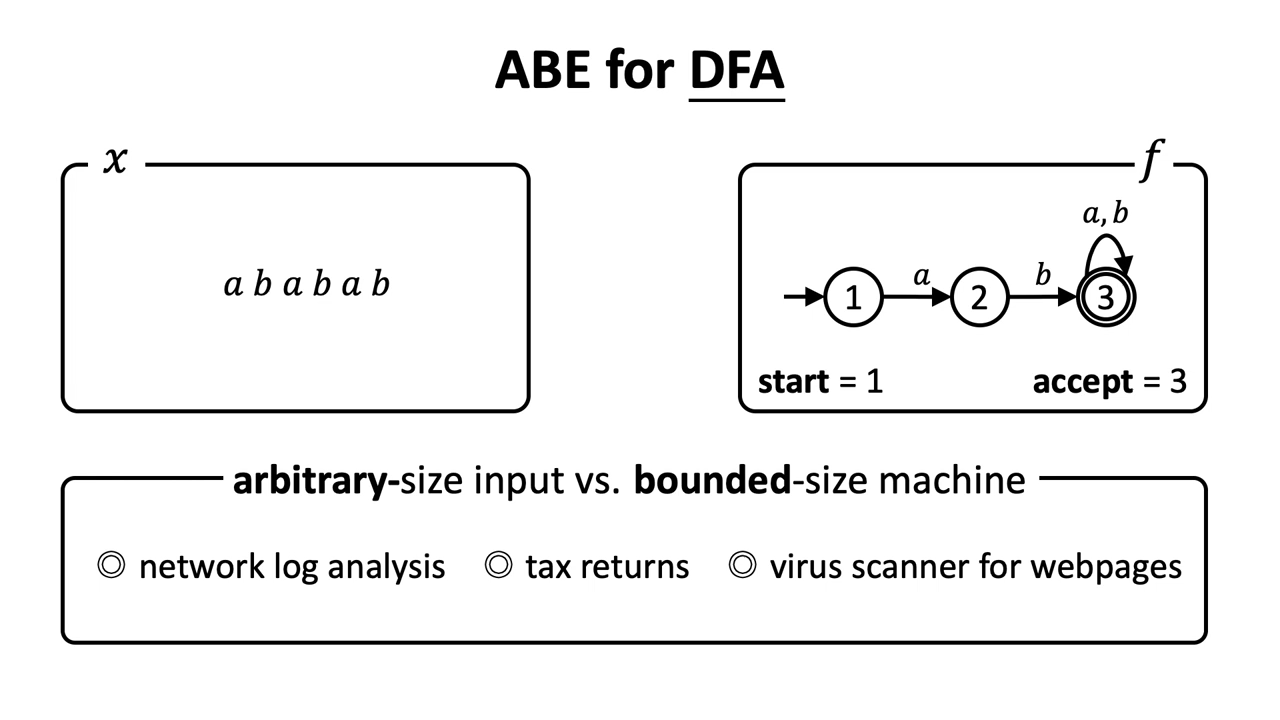 ABE for DFA
x
f
a b a b a b
a, b
a
b
1
2
3
start = 1
accept = 3
arbitrary-size input vs. bounded-size machine
◎ network log analysis ◎ tax returns ◎ virus scanner for webpages